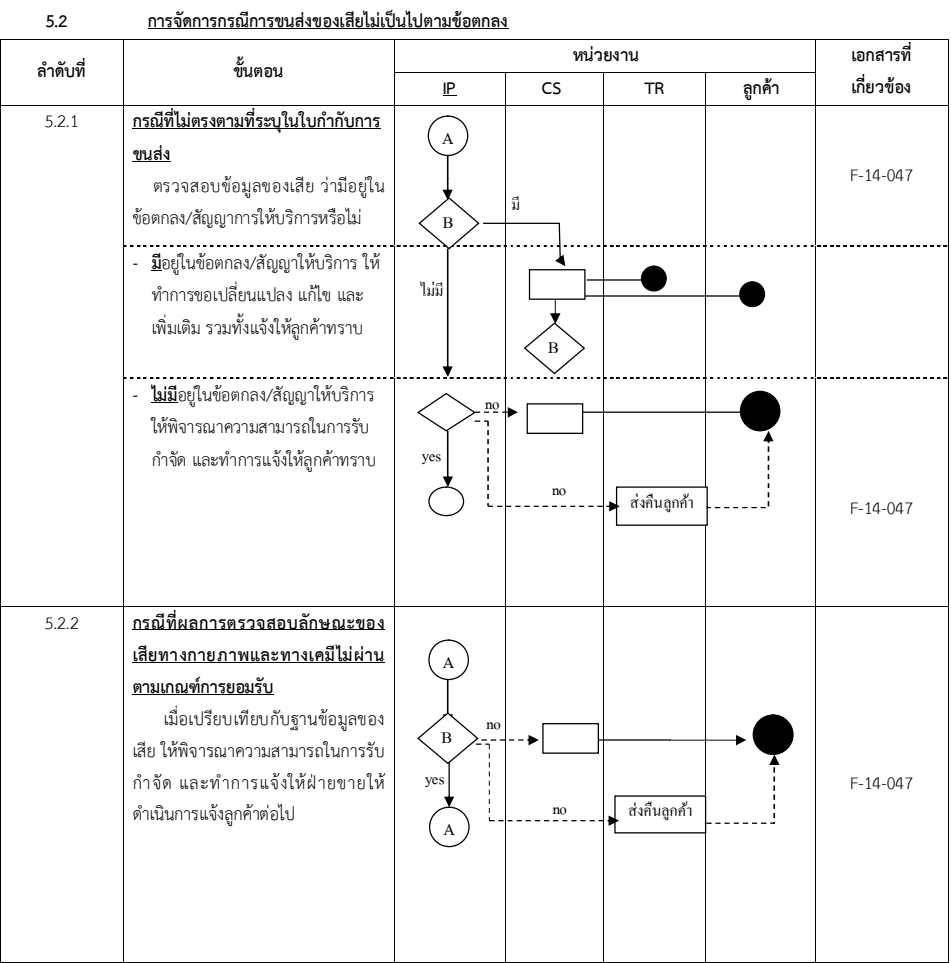 5.2 การจัดการกรณีการขนส่งของเสียไม่เป็นไปตามข้อตกลง
ลำดับที่ ขั้นตอน หน่วยงาน เอกสารที่
เกี่ยวข้อง
IP CS TR ลูกค้า
5.2.1 กรณีที่ไม่ตรงตามที่ระบุในใบกำกับการ
ขนส่ง
ตรวจสอบข้อมูลของเสีย ว่ามีอยู่ใน
ข้อตกลง/สัญญาการให้บริการหรือไม่
A
B
มี
F-14-047
- มีอยู่ในข้อตกลง/สัญญาให้บริการ ให้
ทำการขอเปลี่ยนแปลง แก้ไข และ
เพิ่มเติม รวมทั้งแจ้งให้ลูกค้าทราบ
ไม่มี
B
- ไม่มีอยู่ในข้อตกลง/สัญญาให้บริการ
ให้พิจารณาความสามารถในการรับ
กำจัด และทำการแจ้งให้ลูกค้าทราบ
no
yes
no
ส่งคืนลูกค้า
F-14-047
5.2.2 กรณีที่ผลการตรวจสอบลักษณะของ
เสียทางกายภาพและทางเคมีไม่ผ่าน
ตามเกณฑ์การยอมรับ
เมื่อเปรียบเทียบกับฐานข้อมูลของ
เสีย ให้พิจารณาความสามารถในการรับ
กำจัด และทำการแจ้งให้ฝ่ายขายให้
ดำเนินการแจ้งลูกค้าต่อไป
A
B
no
yes
no
ส่งคืนลูกค้า
A
F-14-047